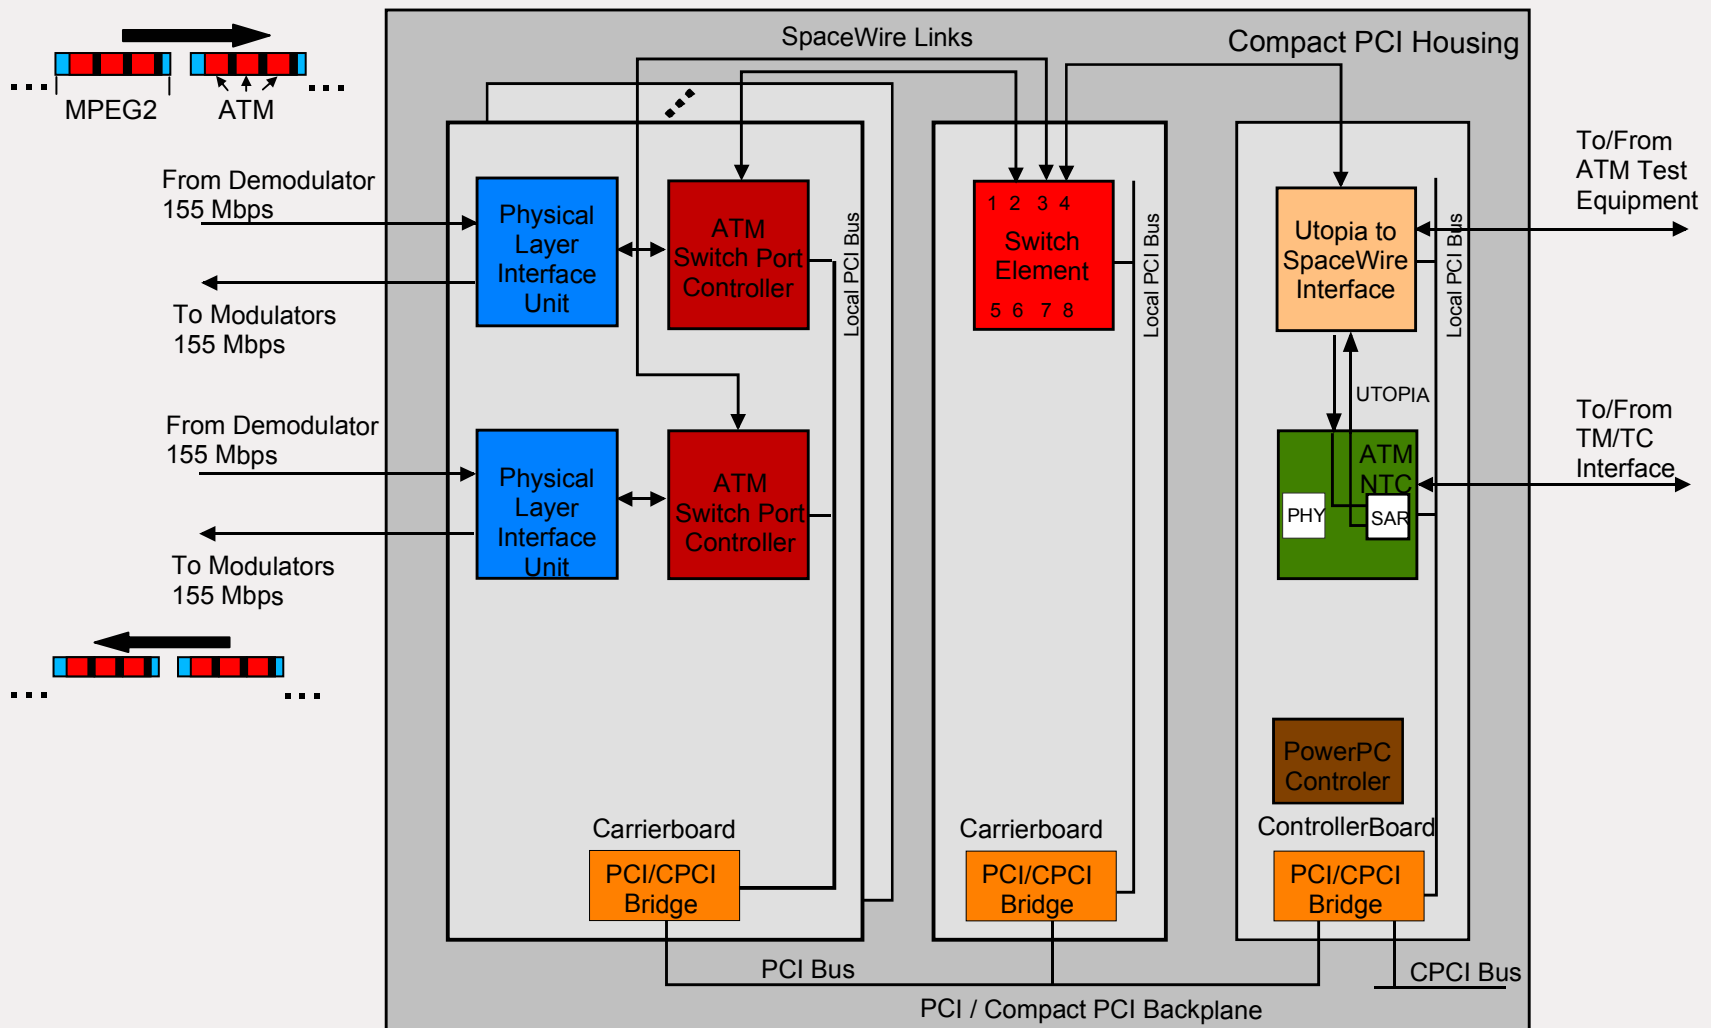 SpaceWire Links
Compact PCI Housing
MPEG2
ATM
From Demodulator
155 Mbps
To Modulators
155 Mbps
From Demodulator
155 Mbps
To Modulators
155 Mbps
Physical
Layer
Interface
Unit
ATM
Switch Port
Controller
Local PCI Bus
Physical
Layer
Interface
Unit
ATM
Switch Port
Controller
Carrierboard
PCI/CPCI
Bridge
1 2 3 4
Switch
Element
5 6 7 8
Local PCI Bus
Carrierboard
PCI/CPCI
Bridge
Utopia to
SpaceWire
Interface
Local PCI Bus
UTOPIA
ATM
NTC
PHY
SAR
PowerPC
Controler
ControllerBoard
PCI/CPCI
Bridge
To/From
ATM Test
Equipment
To/From
TM/TC
Interface
PCI Bus
CPCI Bus
PCI / Compact PCI Backplane